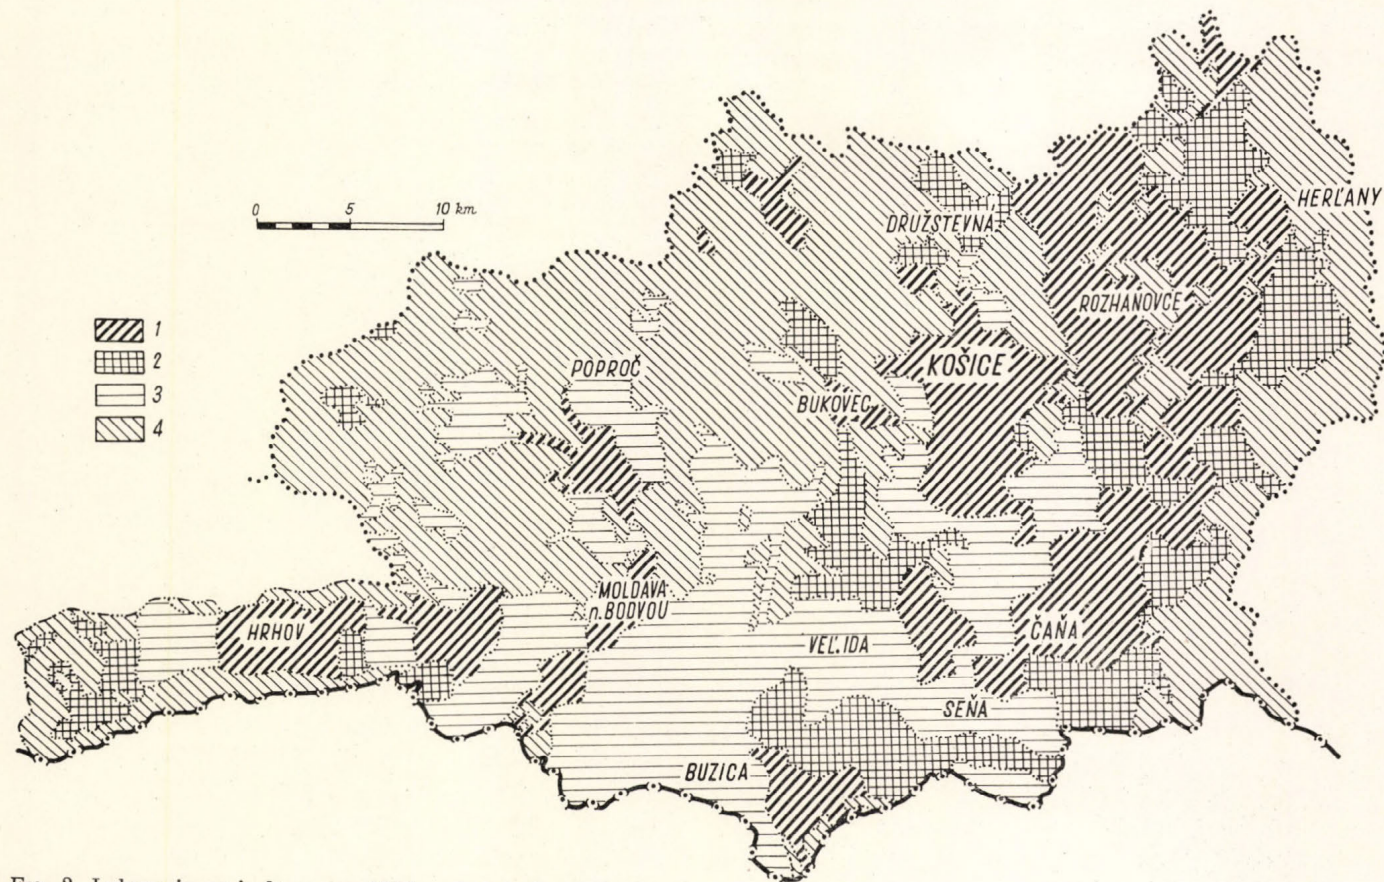 0 5 10 km
HERĽANY
DRUŽSTEVNÁ
ROZHANOVCE
1
2
3
4
POPROČ
KOŠICE
BUKOVEC
MOLDAVA
n. BODVOU
HRHOV
ČAŇA
VEĽ. IDA
SEŇA
BUZICA